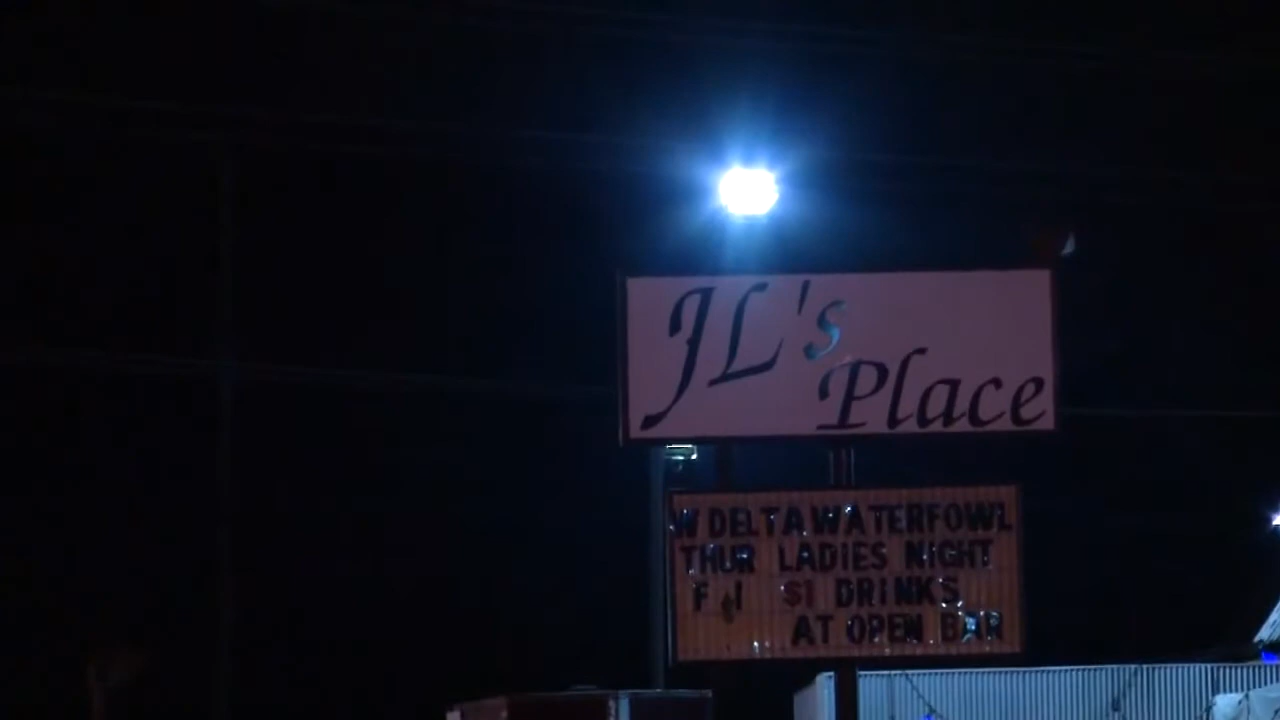 JL's
Place
W DELTA WATERFOWL
THUR LADIES NIGHT
F I $1 DRINKS
AT OPEN BAR